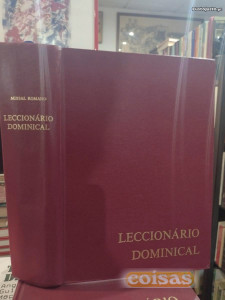 MISSAL ROMANO
LECCIONÁRIO
DOMINICAL
LECCIONÁRIO
DOMINICAL
coisas